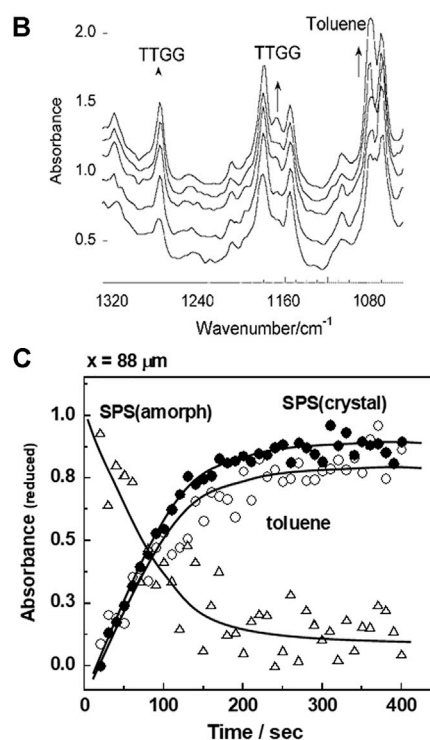 B
TTGG
TTGG
Toluene
2.0
1.5
1.0
0.5
Absorbance
1320
1240
1160
1080
Wavenumber/cm⁻¹
C
x = 88 μm
SPS(amorph)
SPS(crystal)
toluene
1.0
0.8
0.5
0.3
0.0
Absorbance (reduced)
0
100
200
300
400
Time / sec